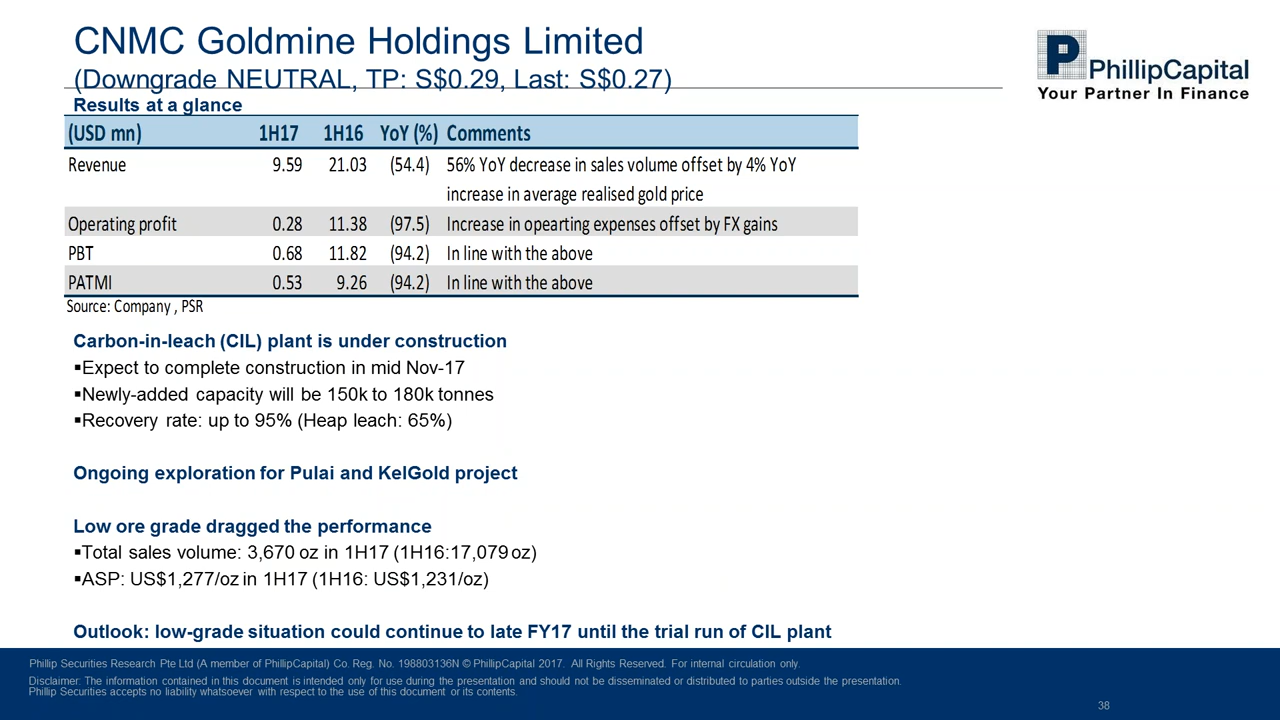 CNMC Goldmine Holdings Limited
(Downgrade NEUTRAL, TP: S$0.29, Last: S$0.27)
P PhillipCapital
Your Partner In Finance
Results at a glance
(USD mn) 1H17 1H16 YoY (%) Comments
Revenue 9.59 21.03 (54.4) 56% YoY decrease in sales volume offset by 4% YoY
increase in average realised gold price
Operating profit 0.28 11.38 (97.5) Increase in opearting expenses offset by FX gains
PBT 0.68 11.82 (94.2) In line with the above
PATMI 0.53 9.26 (94.2) In line with the above
Source: Company , PSR
Carbon-in-leach (CIL) plant is under construction
▪Expect to complete construction in mid Nov-17
▪Newly-added capacity will be 150k to 180k tonnes
▪Recovery rate: up to 95% (Heap leach: 65%)
Ongoing exploration for Pulai and KelGold project
Low ore grade dragged the performance
▪Total sales volume: 3,670 oz in 1H17 (1H16:17,079 oz)
▪ASP: US$1,277/oz in 1H17 (1H16: US$1,231/oz)
Outlook: low-grade situation could continue to late FY17 until the trial run of CIL plant
Phillip Securities Research Pte Ltd (A member of PhillipCapital) Co. Reg. No. 198803136N © PhillipCapital 2017. All Rights Reserved. For internal circulation only.
Disclaimer: The information contained in this document is intended only for use during the presentation and should not be disseminated or distributed to parties outside the presentation.
Phillip Securities accepts no liability whatsoever with respect to the use of this document or its contents.
38